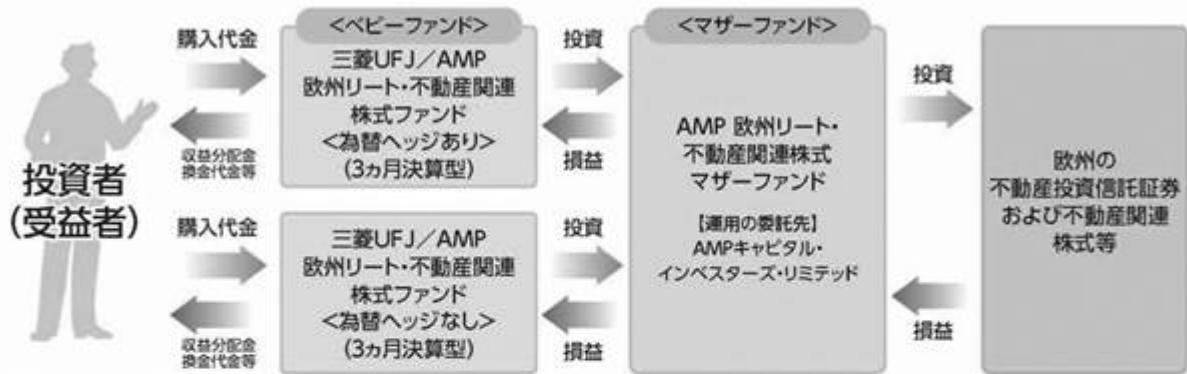 投資者
(受益者)
購入代金
収益分配金
換金代金等
購入代金
収益分配金
換金代金等
<ベビーファンド>
三菱UFJ/AMP
欧州リート・不動産関連
株式ファンド
<為替ヘッジあり>
(3ヵ月決算型)
三菱UFJ/AMP
欧州リート・不動産関連
株式ファンド
<為替ヘッジなし>
(3ヵ月決算型)
投資
損益
投資
損益
<マザーファンド>
AMP 欧州リート・
不動産関連株式
マザーファンド
【運用の委託先】
AMPキャピタル・
インベスターズ・リミテッド
投資
損益
欧州の
不動産投資信託証券
および不動産関連
株式等